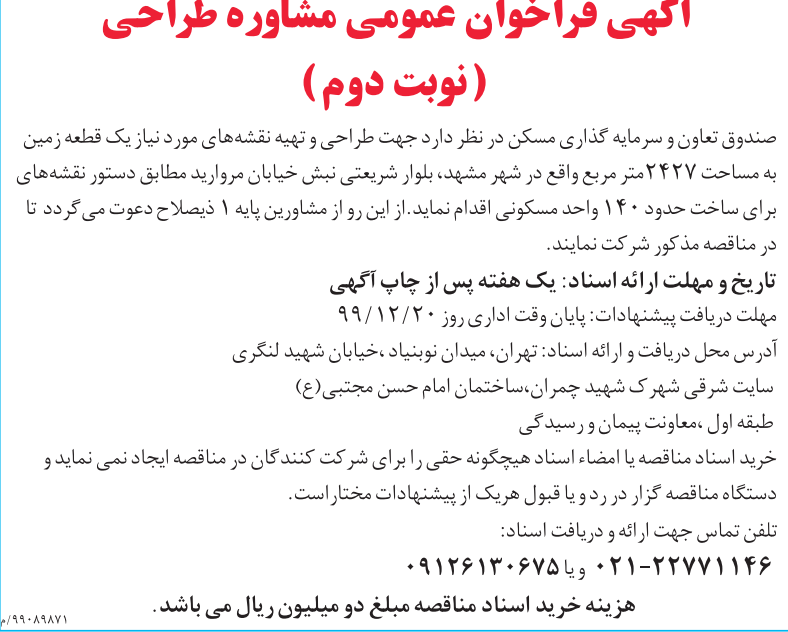 آگهی فراخوان عمومی مشاوره طراحی
(نوبت دوم)
صندوق تعاون و سرمایه گذاری مسکن در نظر دارد جهت طراحی و تهیه نقشه‌های مورد نیاز یک قطعه زمین
به مساحت ۲۴۲۷متر مربع واقع در شهر مشهد، بلوار شریعتی نبش خیابان مروارید مطابق دستور نقشه‌های
برای ساخت حدود ۱۴۰ واحد مسکونی اقدام نماید.از این رو از مشاورین پایه ۱ ذیصلاح دعوت می‌گردد تا
در مناقصه مذکور شرکت نمایند.
تاریخ و مهلت ارائه اسناد: یک هفته پس از چاپ آگهی
مهلت دریافت پیشنهادات: پایان وقت اداری روز ۹۹/۱۲/۲۰
آدرس محل دریافت و ارائه اسناد: تهران، میدان نوبنیاد ،خیابان شهید لنگری
سایت شرقی شهرک شهید چمران،ساختمان امام حسن مجتبی(ع)
طبقه اول ،معاونت پیمان و رسیدگی
خرید اسناد مناقصه یا امضاء اسناد هیچگونه حقی را برای شرکت کنندگان در مناقصه ایجاد نمی نماید و
دستگاه مناقصه گزار در رد و یا قبول هریک از پیشنهادات مختاراست.
تلفن تماس جهت ارائه و دریافت اسناد:
۰۲۱-۲۲۷۷۱۱۴۶ و یا ۰۹۱۲۶۱۳۰۶۷۵
هزینه خرید اسناد مناقصه مبلغ دو میلیون ریال می باشد.
۹۹۰۸۹۸۷۱/م